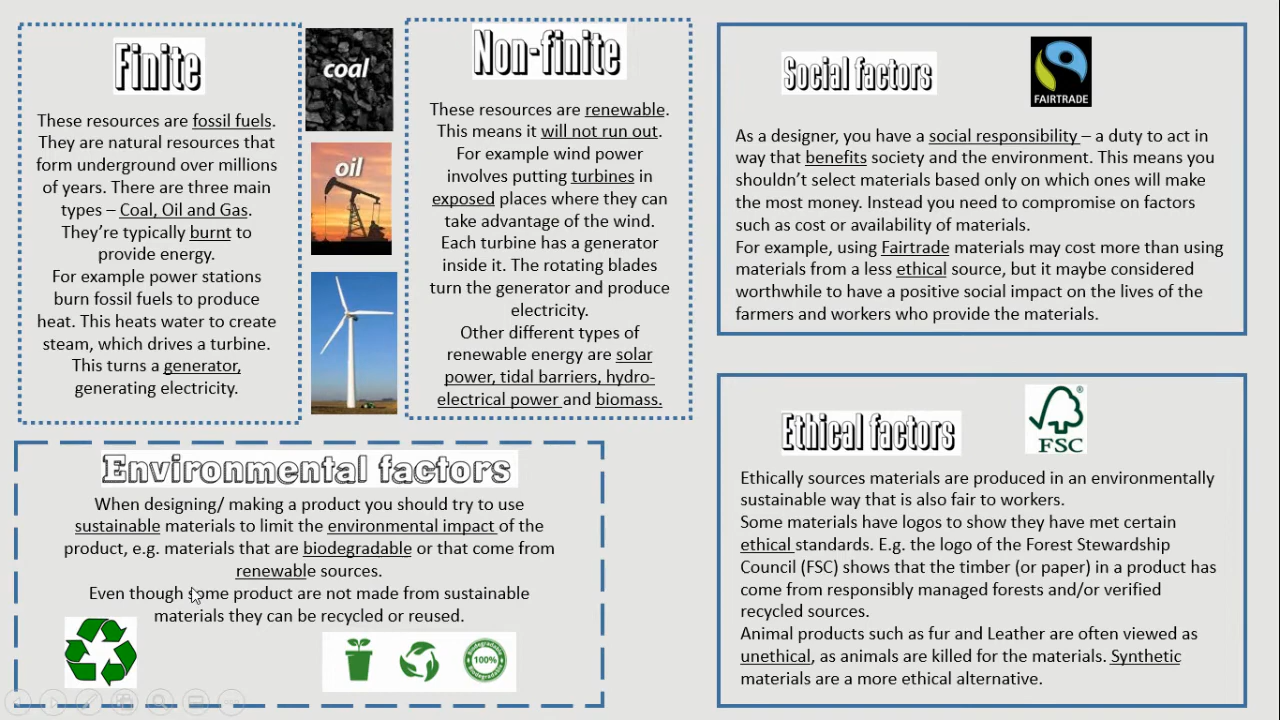 Finite
These resources are fossil fuels.
They are natural resources that
form underground over millions
of years. There are three main
types – Coal, Oil and Gas.
They're typically burnt to
provide energy.
For example power stations
burn fossil fuels to produce
heat. This heats water to create
steam, which drives a turbine.
This turns a generator,
generating electricity.
coal
oil
Non-finite
These resources are renewable.
This means it will not run out.
For example wind power
involves putting turbines in
exposed places where they can
take advantage of the wind.
Each turbine has a generator
inside it. The rotating blades
turn the generator and produce
electricity.
Other different types of
renewable energy are solar
power, tidal barriers, hydro-
electrical power and biomass.
Social factors
FAIRTRADE
As a designer, you have a social responsibility – a duty to act in
way that benefits society and the environment. This means you
shouldn't select materials based only on which ones will make
the most money. Instead you need to compromise on factors
such as cost or availability of materials.
For example, using Fairtrade materials may cost more than using
materials from a less ethical source, but it maybe considered
worthwhile to have a positive social impact on the lives of the
farmers and workers who provide the materials.
Environmental factors
When designing/ making a product you should try to use
sustainable materials to limit the environmental impact of the
product, e.g. materials that are biodegradable or that come from
renewable sources.
Even though some product are not made from sustainable
materials they can be recycled or reused.
100%
Ethical factors
FSC
®
Ethically sources materials are produced in an environmentally
sustainable way that is also fair to workers.
Some materials have logos to show they have met certain
ethical standards. E.g. the logo of the Forest Stewardship
Council (FSC) shows that the timber (or paper) in a product has
come from responsibly managed forests and/or verified
recycled sources.
Animal products such as fur and Leather are often viewed as
unethical, as animals are killed for the materials. Synthetic
materials are a more ethical alternative.